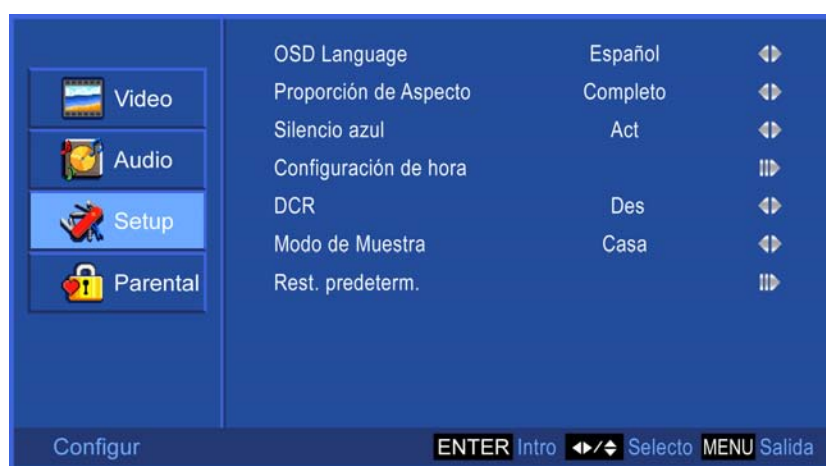 Video
Audio
Setup
Parental
OSD Language Español
Proporción de Aspecto Completo
Silencio azul Act
Configuración de hora
DCR Des
Modo de Muestra Casa
Rest. predeterm.
Configur ENTER Intro / Selecto MENU Salida